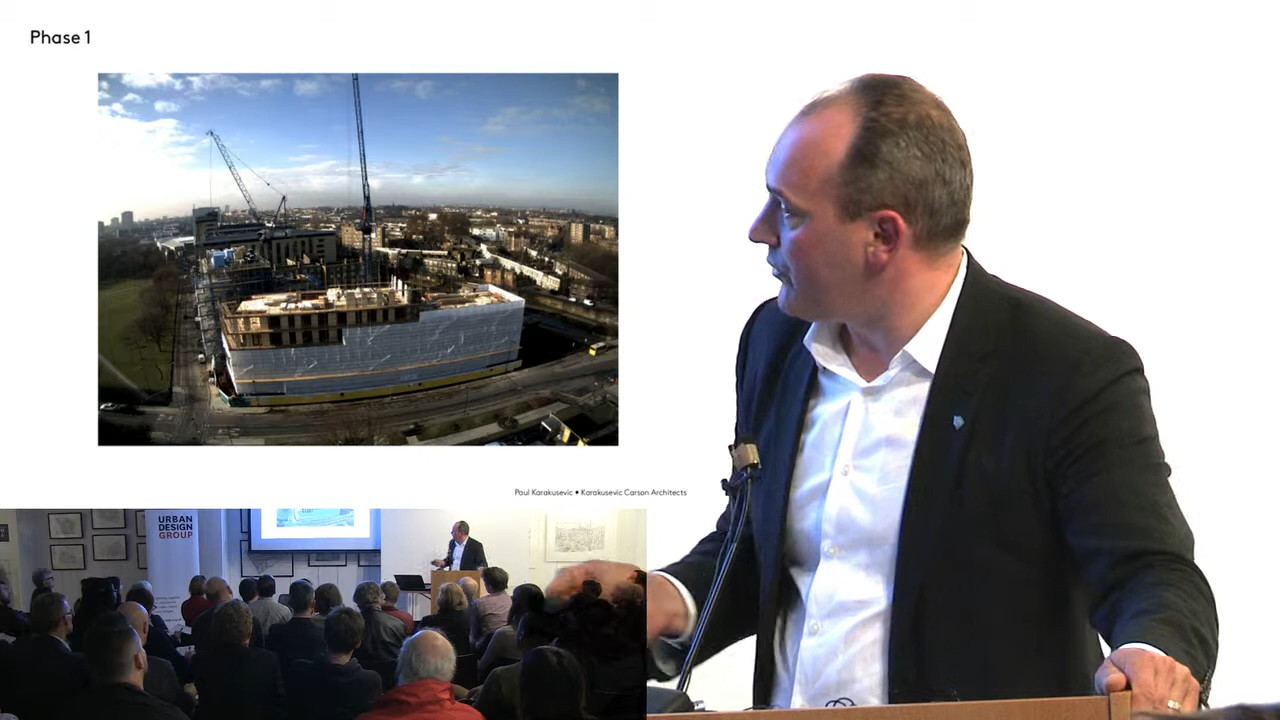 Phase 1
Paul Karakusevic • Karakusevic Carson Architects
URBAN
DESIGN
GROUP